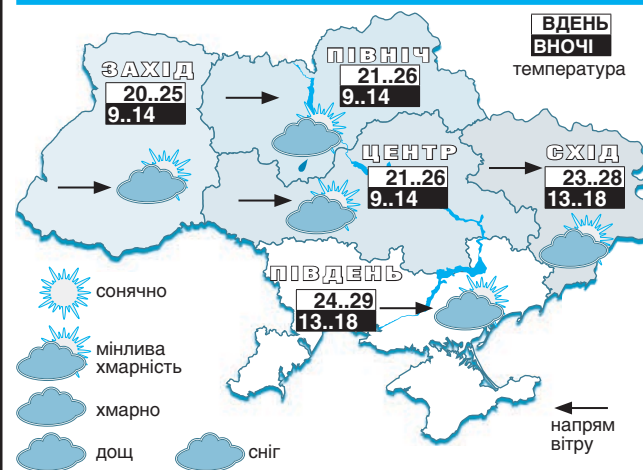 ВДЕНЬ
ВНОЧІ
температура
ПІВНІЧ
21..26
9..14
ЗАХІД
20..25
9..14
ЦЕНТР
21..26
9..14
СХІД
23..28
13..18
ПІВДЕНЬ
24..29
13..18
сонячно
мінлива
хмарність
хмарно
дощ
сніг
напрям
вітру